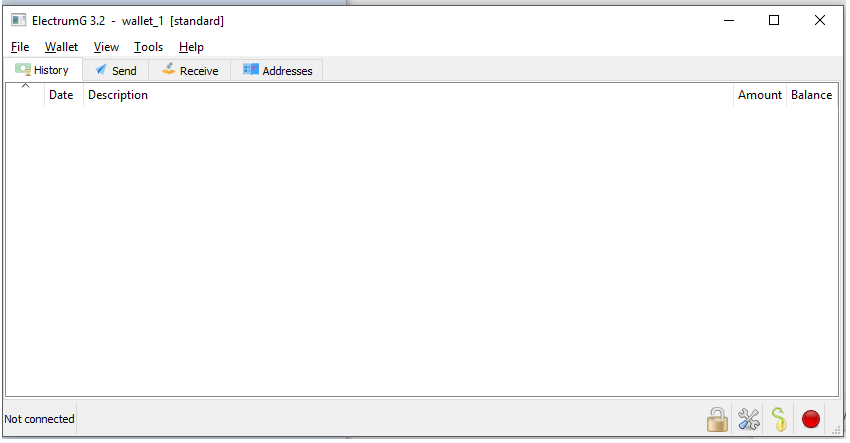 ElectrumG 3.2 - wallet_1 [standard]
File Wallet View Tools Help
History Send Receive Addresses
Date Description Amount Balance
Not connected